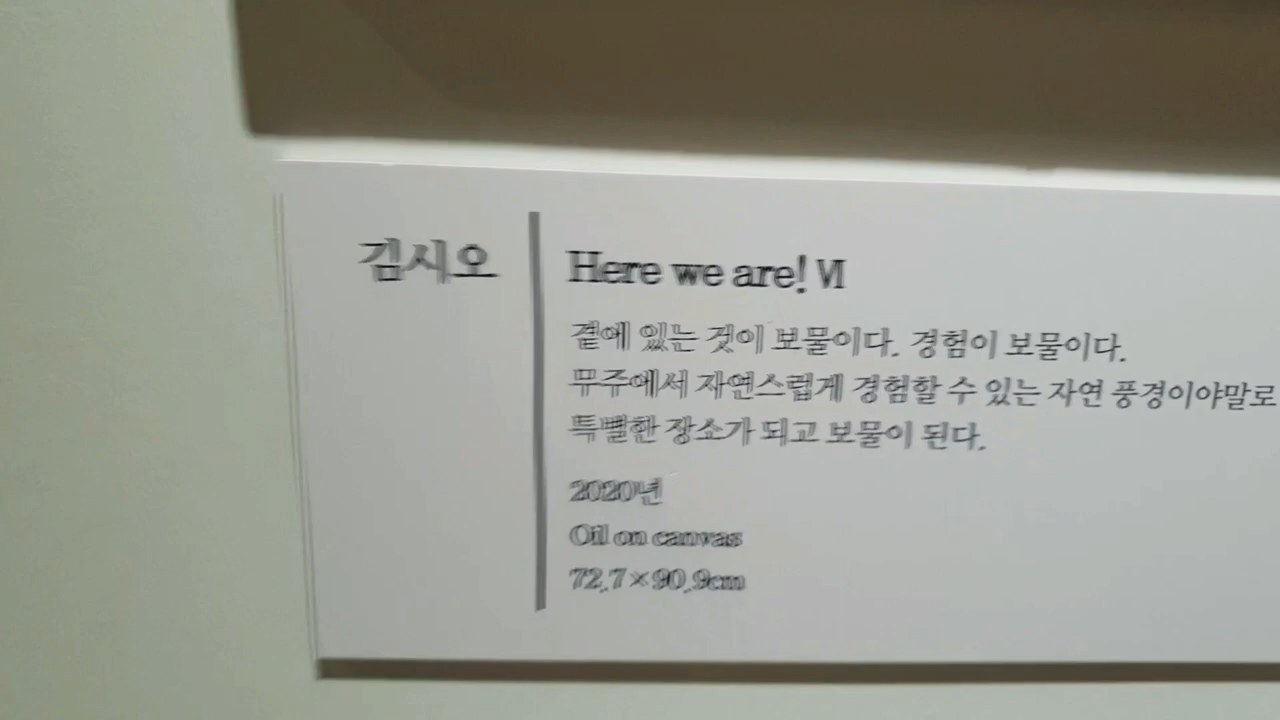 김시오
Here we are! Ⅵ
곁에 있는 것이 보물이다. 경험이 보물이다.
무주에서 자연스럽게 경험할 수 있는 자연 풍경이야말로
특별한 장소가 되고 보물이 된다.
2020년
Oil on canvas
72.7×90.9cm